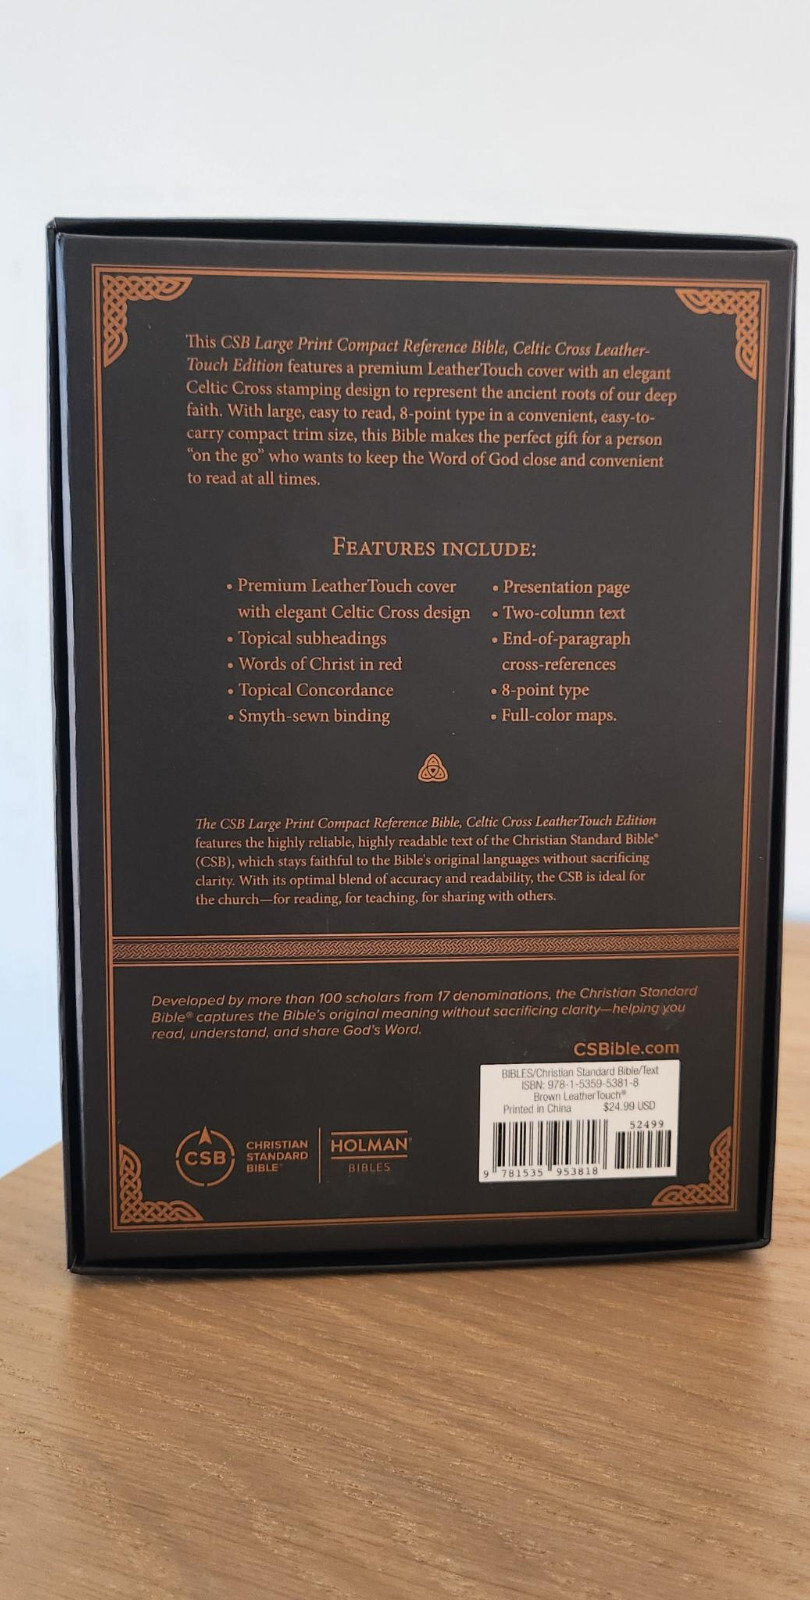 This CSB Large Print Compact Reference Bible, Celtic Cross Leather-
Touch Edition features a premium LeatherTouch cover with an elegant
Celtic Cross stamping design to represent the ancient roots of our deep
faith. With large, easy to read, 8-point type in a convenient, easy-to-
carry compact trim size, this Bible makes the perfect gift for a person
“on the go” who wants to keep the Word of God close and convenient
to read at all times.
Features include:
• Premium LeatherTouch cover
with elegant Celtic Cross design
• Topical subheadings
• Words of Christ in red
• Topical Concordance
• Smyth-sewn binding
• Presentation page
• Two-column text
• End-of-paragraph
cross-references
• 8-point type
• Full-color maps.
The CSB Large Print Compact Reference Bible, Celtic Cross LeatherTouch Edition
features the highly reliable, highly readable text of the Christian Standard Bible®
(CSB), which stays faithful to the Bible's original languages without sacrificing
clarity. With its optimal blend of accuracy and readability, the CSB is ideal for
the church—for reading, for teaching, for sharing with others.
Developed by more than 100 scholars from 17 denominations, the Christian Standard
Bible® captures the Bible's original meaning without sacrificing clarity—helping you
read, understand, and share God's Word.
CSBible.com
BIBLES/Christian Standard Bible/Text
ISBN: 978-1-5359-5381-8
Brown LeatherTouch®
Printed in China $24.99 USD
52499
9 781535 953818
CSB
CHRISTIAN
STANDARD
BIBLE®
HOLMAN®
BIBLES